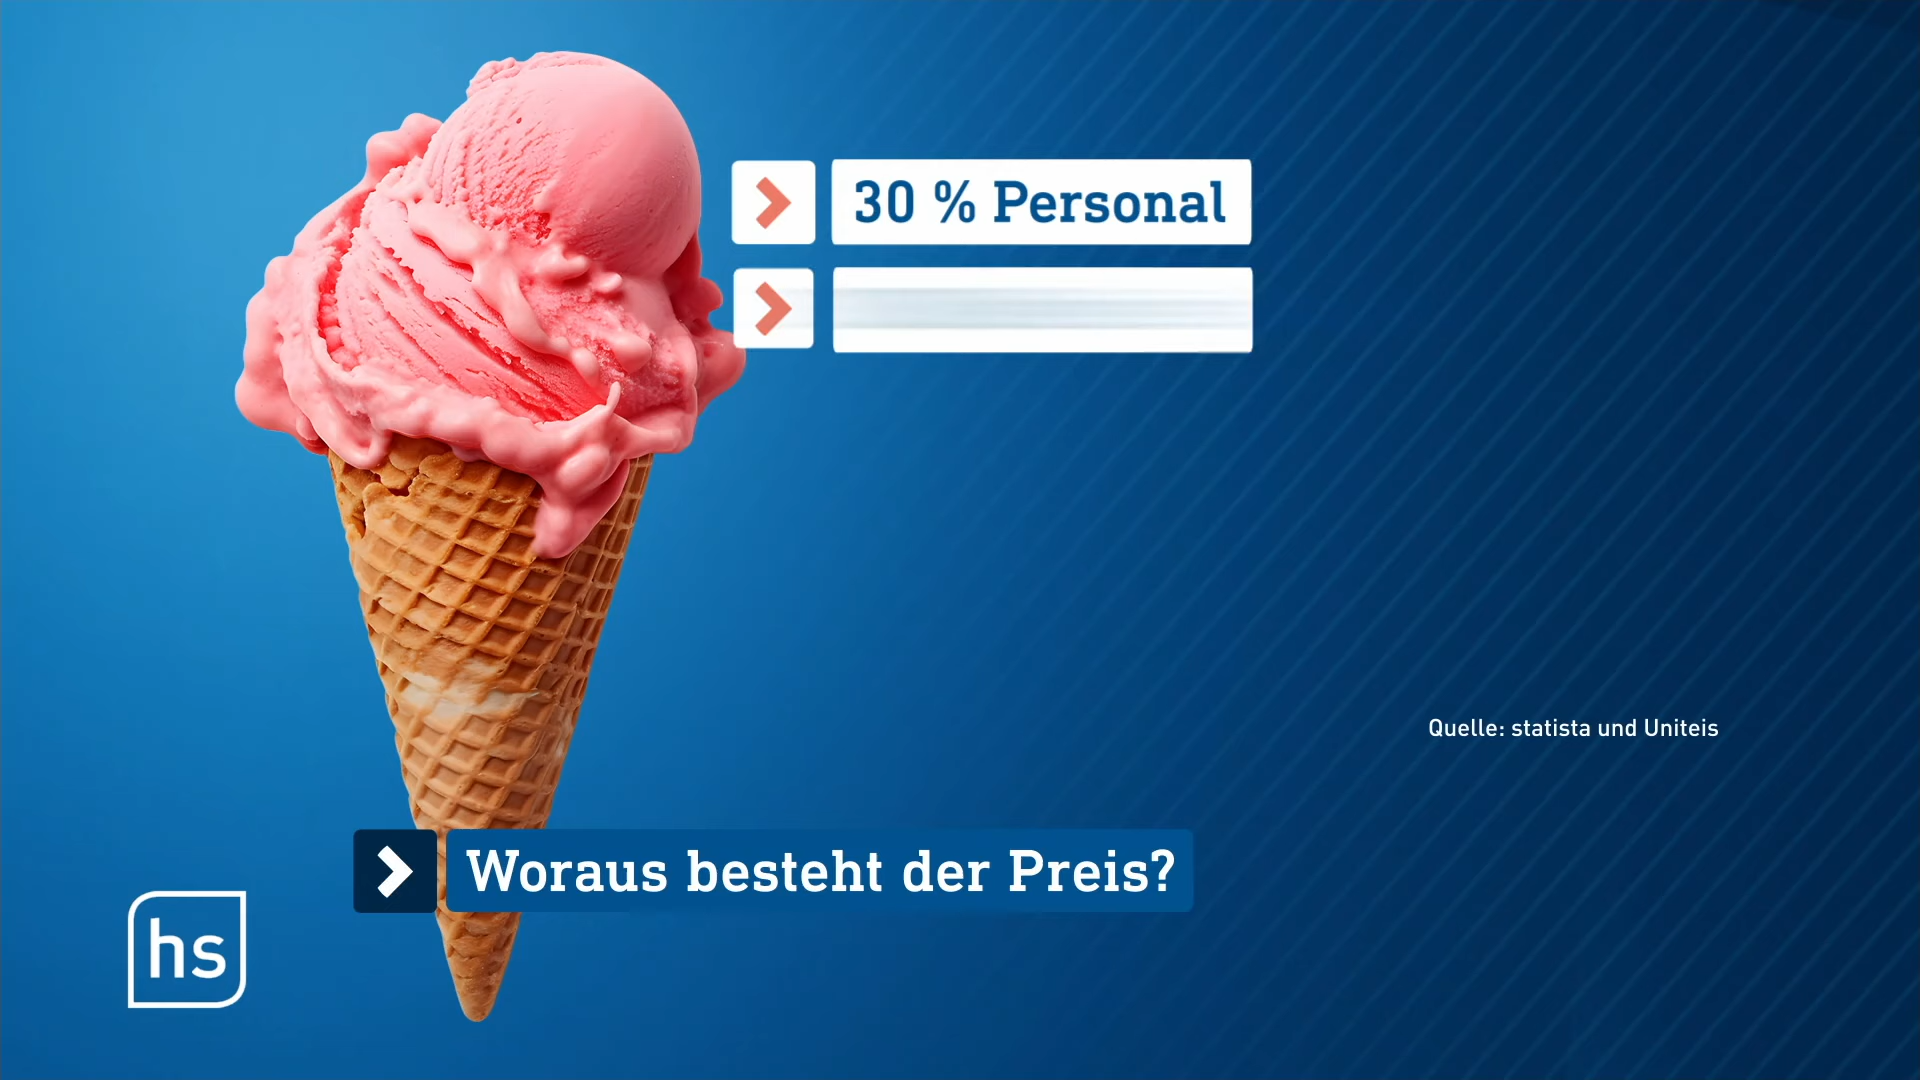 30 % Personal
Quelle: statista und Uniteis
Woraus besteht der Preis?
hs